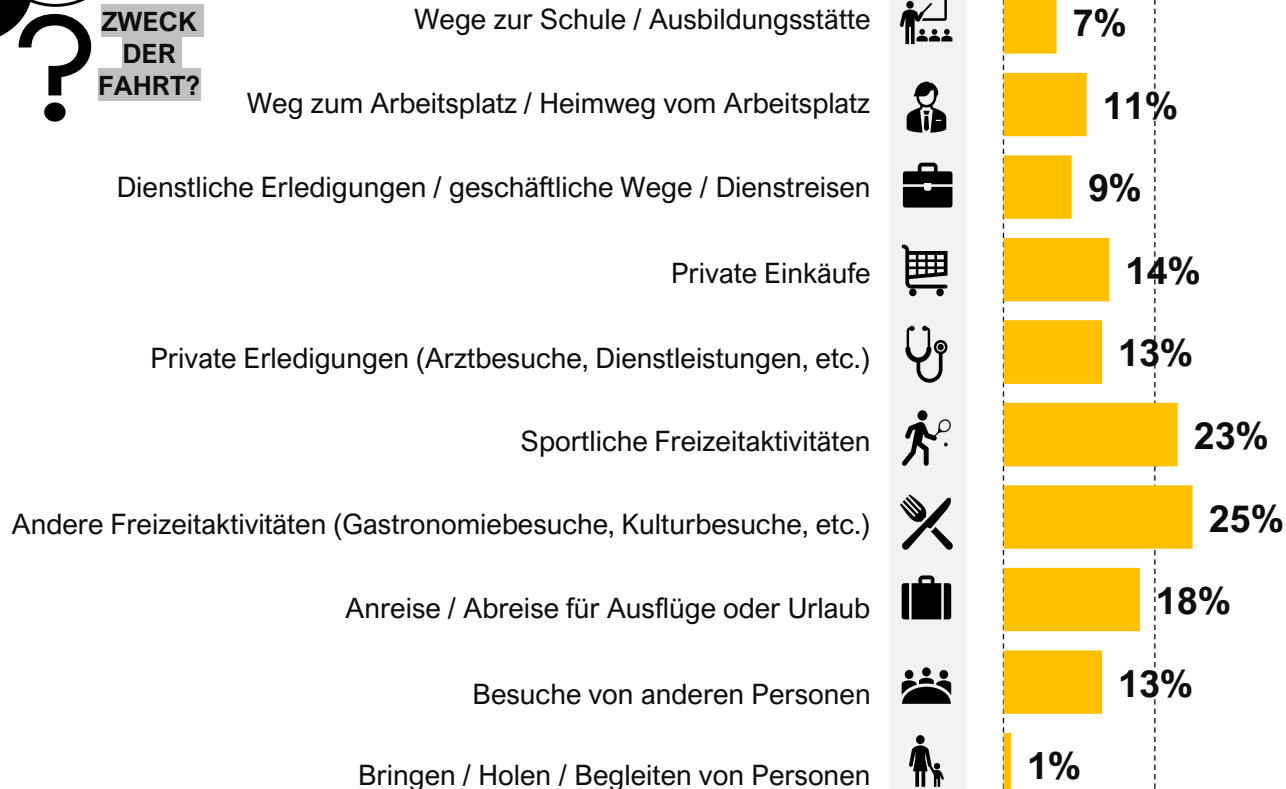 ZWECK
DER
FAHRT?
?
Wege zur Schule / Ausbildungsstätte 7%
Weg zum Arbeitsplatz / Heimweg vom Arbeitsplatz 11%
Dienstliche Erledigungen / geschäftliche Wege / Dienstreisen 9%
Private Einkäufe 14%
Private Erledigungen (Arztbesuche, Dienstleistungen, etc.) 13%
Sportliche Freizeitaktivitäten 23%
Andere Freizeitaktivitäten (Gastronomiebesuche, Kulturbesuche, etc.) 25%
Anreise / Abreise für Ausflüge oder Urlaub 18%
Besuche von anderen Personen 13%
Bringen / Holen / Begleiten von Personen 1%